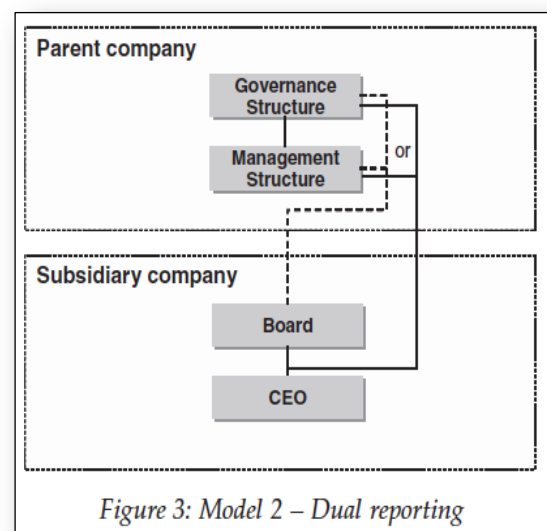 Parent company
Governance
Structure
or
Management
Structure
Subsidiary company
Board
CEO
Figure 3: Model 2 – Dual reporting